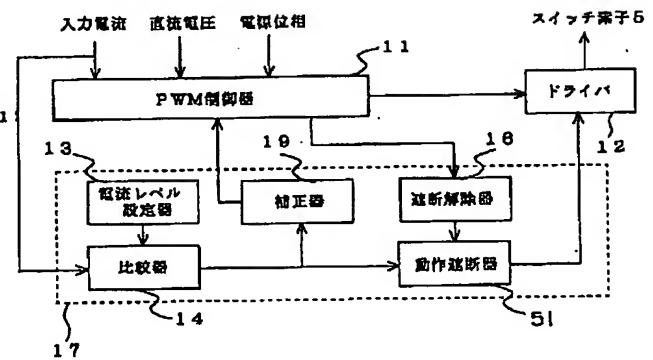 入力電流 直流電圧 電源位相 スイッチ素子5
11
PWM制御器 ドライバ
12
13 19 18
電流レベル設定器 補正器 遮断解除器
比較器 動作遮断器
14 51
17